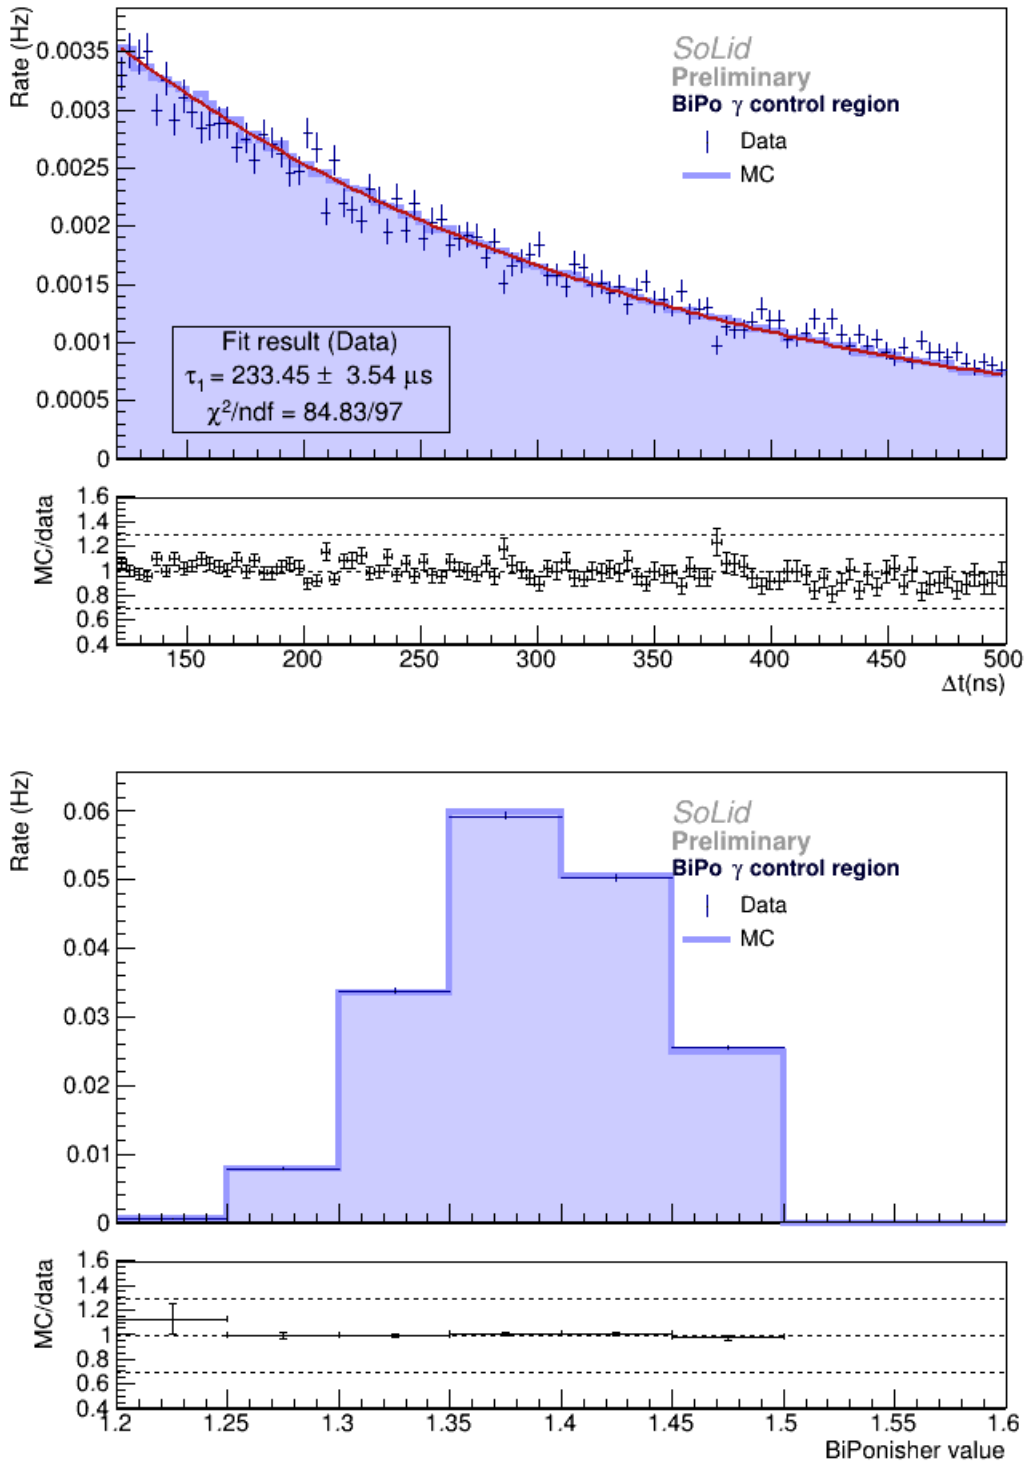 Rate (Hz)
0.0035
0.003
0.0025
0.002
0.0015
0.001
0.0005
0
SoLid
Preliminary
BiPo γ control region
Data
MC
Fit result (Data)
τ₁ = 233.45 ± 3.54 μs
χ²/ndf = 84.83/97
MC/data
1.6
1.4
1.2
1
0.8
0.6
0.4
150 200 250 300 350 400 450 500
Δt(ns)
Rate (Hz)
0.06
0.05
0.04
0.03
0.02
0.01
0
SoLid
Preliminary
BiPo γ control region
Data
MC
MC/data
1.6
1.4
1.2
1
0.8
0.6
0.4
1.2 1.25 1.3 1.35 1.4 1.45 1.5 1.55 1.6
BiPonisher value